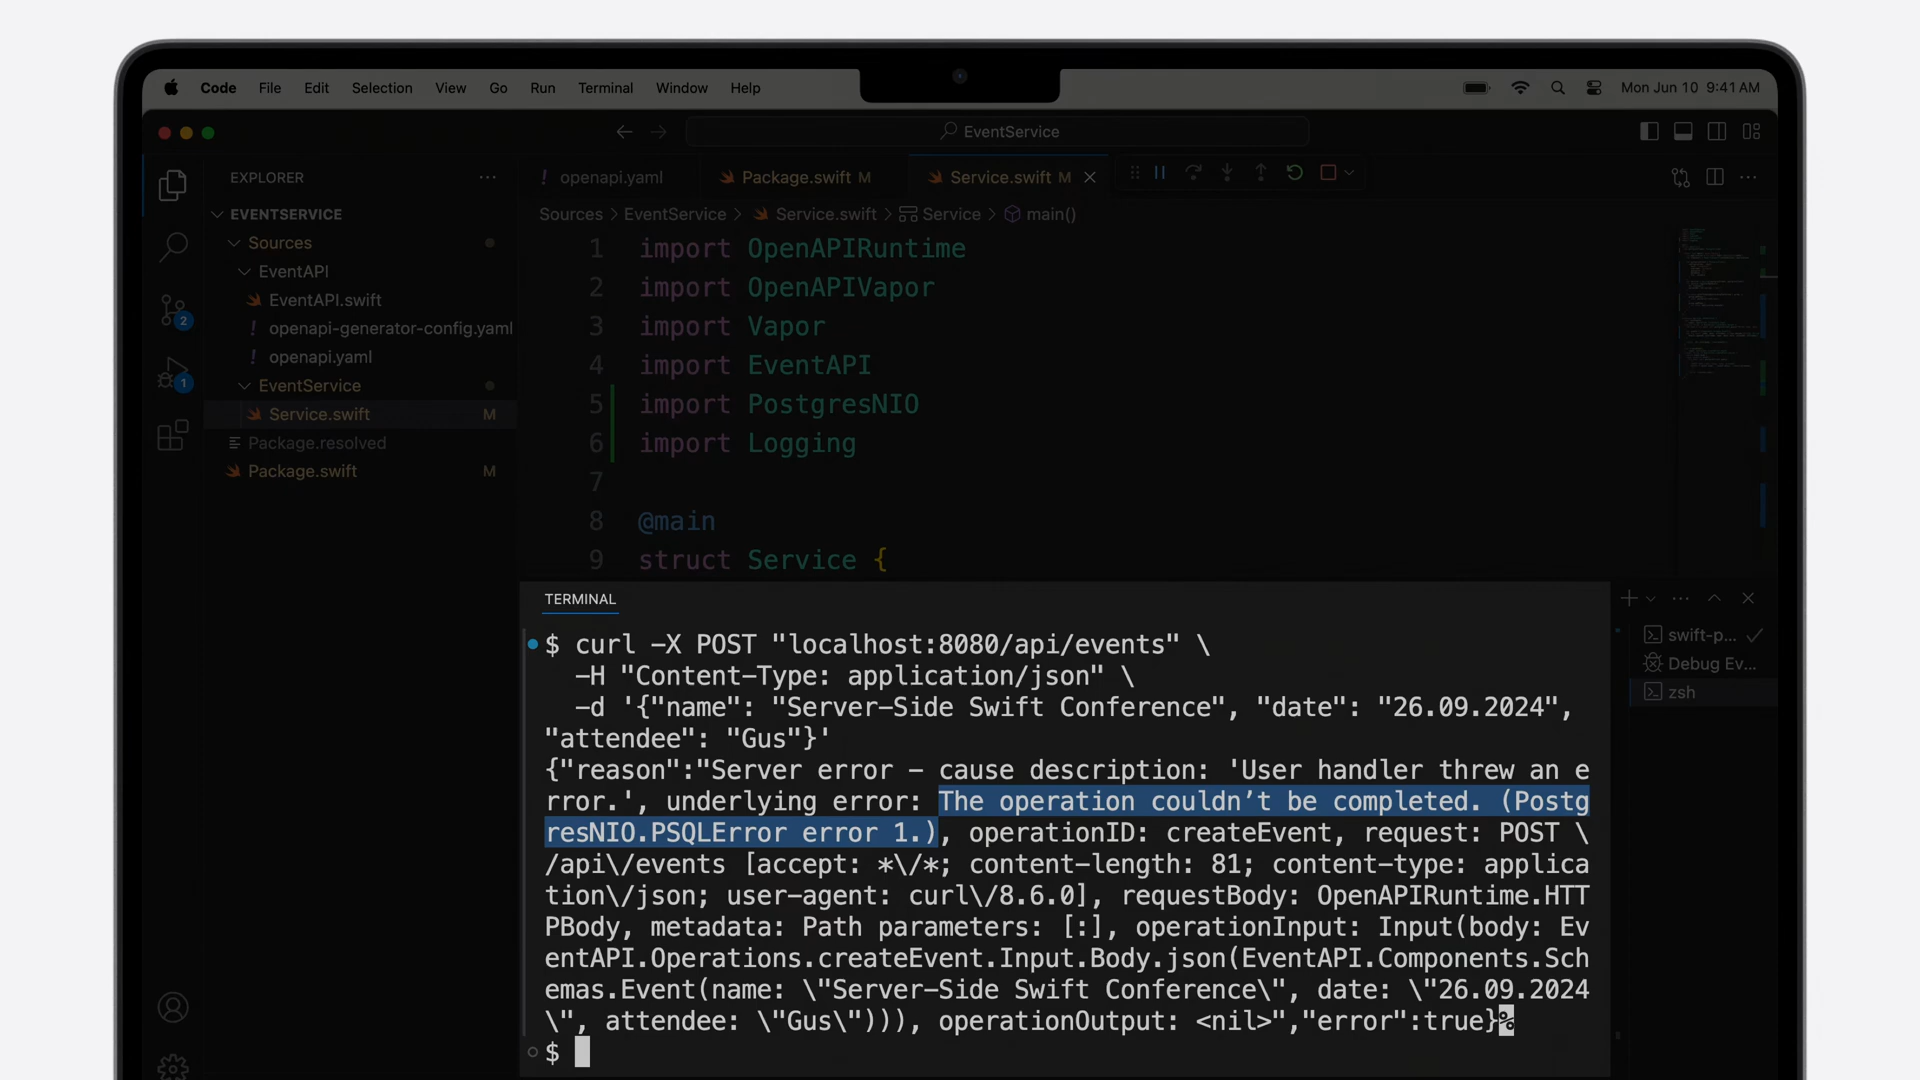 Code File Edit Selection View Go Run Terminal Window Help Mon Jun 10 9:41 AM
EventService
EXPLORER
openapi.yaml Package.swift M Service.swift M
Sources > EventService > Service.swift > Service > main()
EVENTSERVICE
Sources
EventAPI
EventAPI.swift
openapi-generator-config.yaml
openapi.yaml
EventService
Service.swift M
Package.resolved
Package.swift M
2
1
1 import OpenAPIRuntime
2 import OpenAPIVapor
3 import Vapor
4 import EventAPI
5 import PostgresNIO
6 import Logging
7
8 @main
9 struct Service {
TERMINAL
$ curl -X POST "localhost:8080/api/events" \
-H "Content-Type: application/json" \
-d '{"name": "Server-Side Swift Conference", "date": "26.09.2024",
"attendee": "Gus"}'
{"reason":"Server error - cause description: 'User handler threw an e
rror.', underlying error: The operation couldn’t be completed. (Postg
resNIO.PSQLError error 1.), operationID: createEvent, request: POST \
/api\/events [accept: *\/*; content-length: 81; content-type: applica
tion\/json; user-agent: curl\/8.6.0], requestBody: OpenAPIRuntime.HTT
PBody, metadata: Path parameters: [:], operationInput: Input(body: Ev
entAPI.Operations.createEvent.Input.Body.json(EventAPI.Components.Sch
emas.Event(name: \"Server-Side Swift Conference\", date: \"26.09.2024
\", attendee: \"Gus\"))), operationOutput: <nil>","error":true}%
$
swift-p...
Debug Ev...
zsh